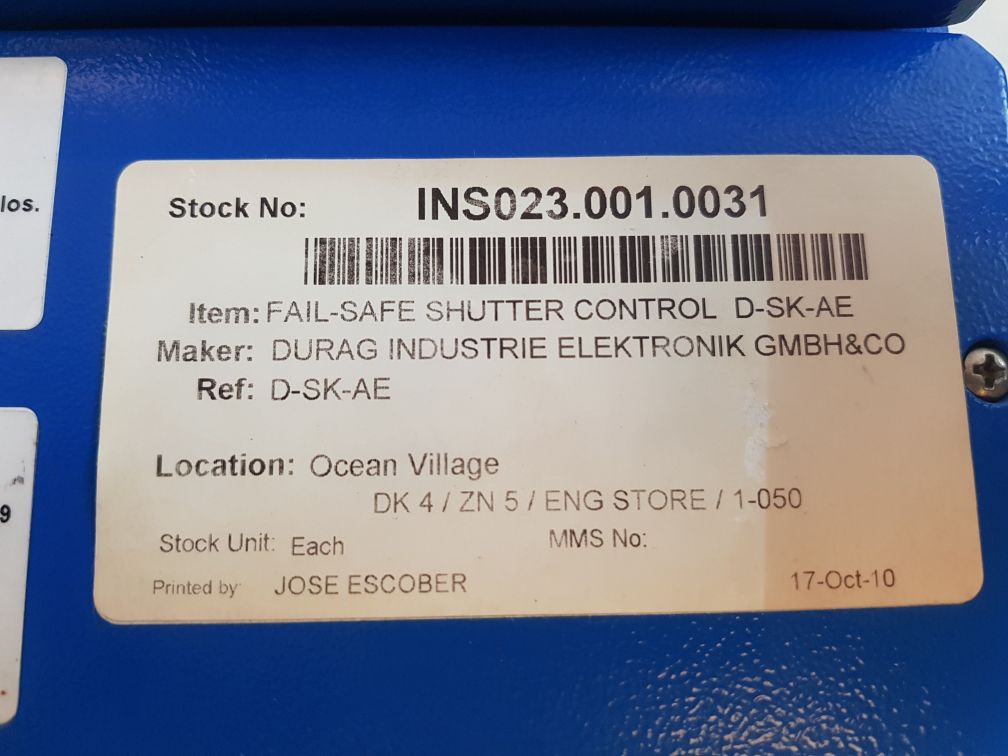 los.
Stock No: INS023.001.0031
Item: FAIL-SAFE SHUTTER CONTROL D-SK-AE
Maker: DURAG INDUSTRIE ELEKTRONIK GMBH&CO
Ref: D-SK-AE
Location: Ocean Village
DK 4 / ZN 5 / ENG STORE / 1-050
9
Stock Unit: Each MMS No:
Printed by JOSE ESCOBER 17-Oct-10